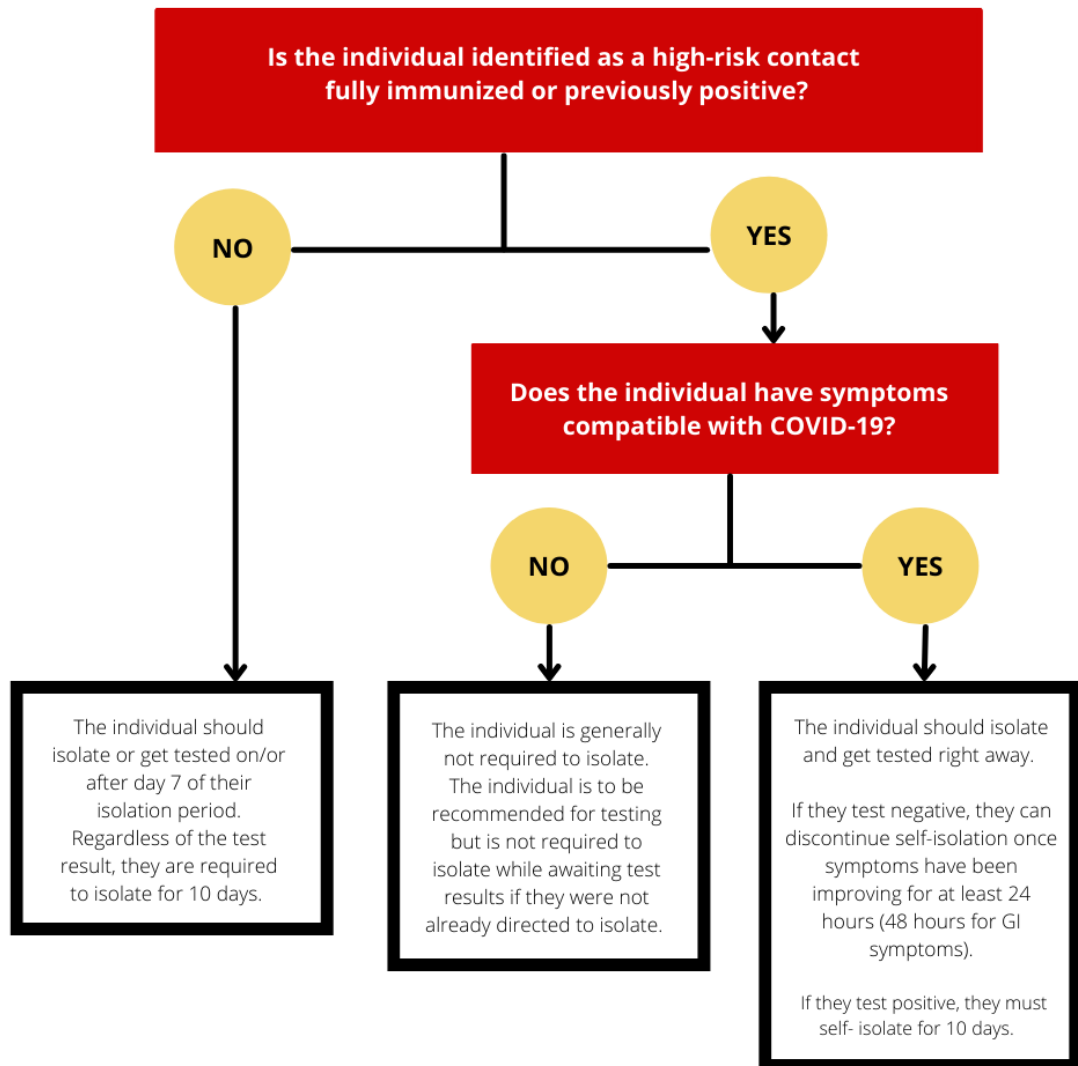 Is the individual identified as a high-risk contact
fully immunized or previously positive?
NO
YES
Does the individual have symptoms
compatible with COVID-19?
NO
YES
The individual should
isolate or get tested on/or
after day 7 of their
isolation period.
Regardless of the test
result, they are required
to isolate for 10 days.
The individual is generally
not required to isolate.
The individual is to be
recommended for testing
but is not required to
isolate while awaiting test
results if they were not
already directed to isolate.
The individual should isolate
and get tested right away.
If they test negative, they can
discontinue self-isolation once
symptoms have been
improving for at least 24
hours (48 hours for GI
symptoms).
If they test positive, they must
self- isolate for 10 days.